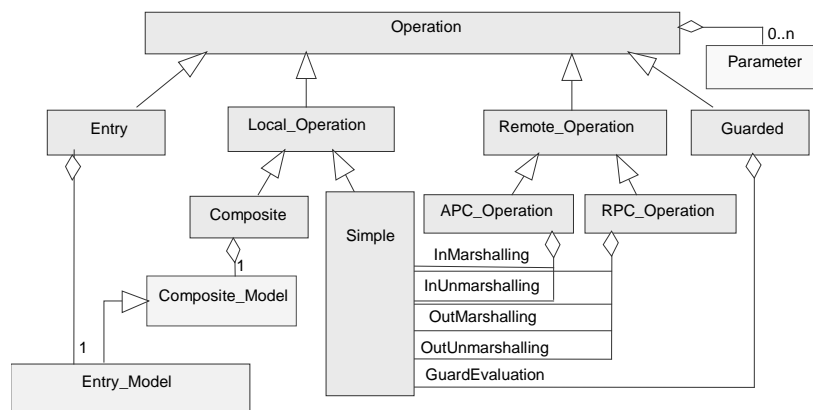 Operation
0..n
Parameter
Entry
Local_Operation
Remote_Operation
Guarded
Composite
Simple
APC_Operation
RPC_Operation
InMarshalling
1
Composite_Model
InUnmarshalling
OutMarshalling
1
OutUnmarshalling
Entry_Model
GuardEvaluation